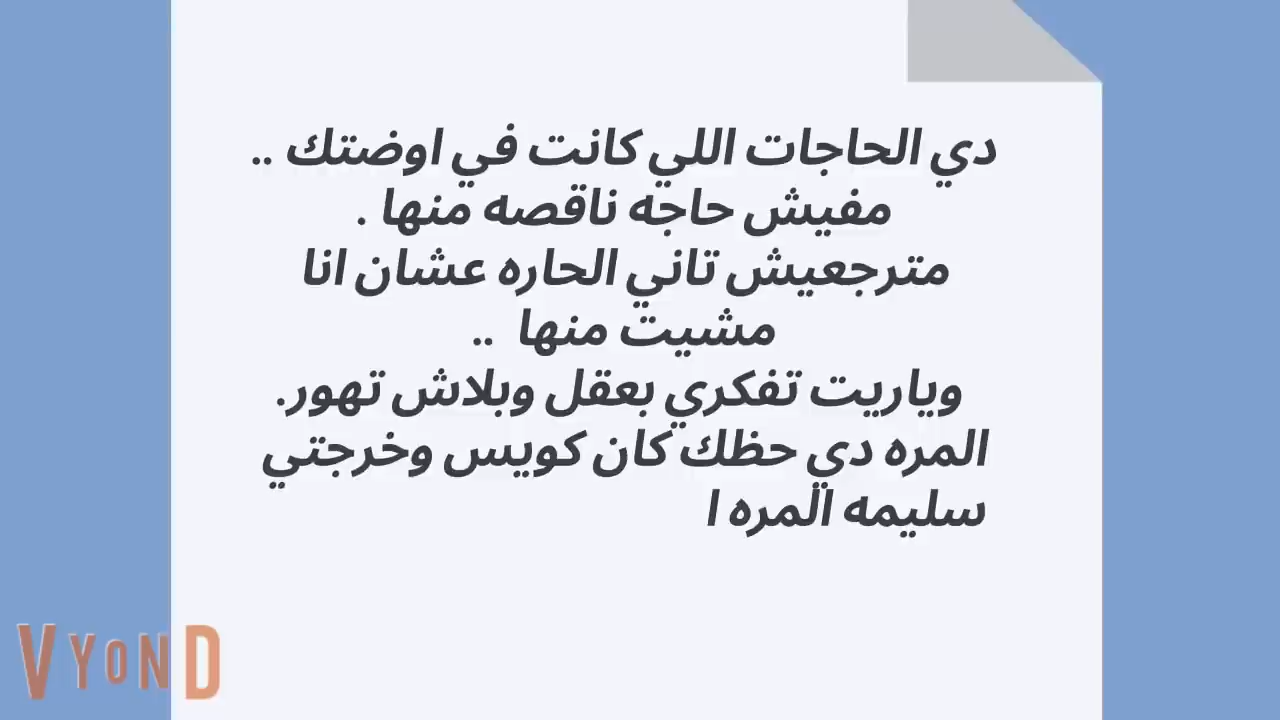 دي الحاجات اللي كانت في اوضتك ..
مفيش حاجه ناقصه منها .
مترجعيش تاني الحاره عشان انا
مشيت منها ..
وياريت تفكري بعقل وبلاش تهور.
المره دي حظك كان كويس وخرجتي
سليمه المره ا
VYOND